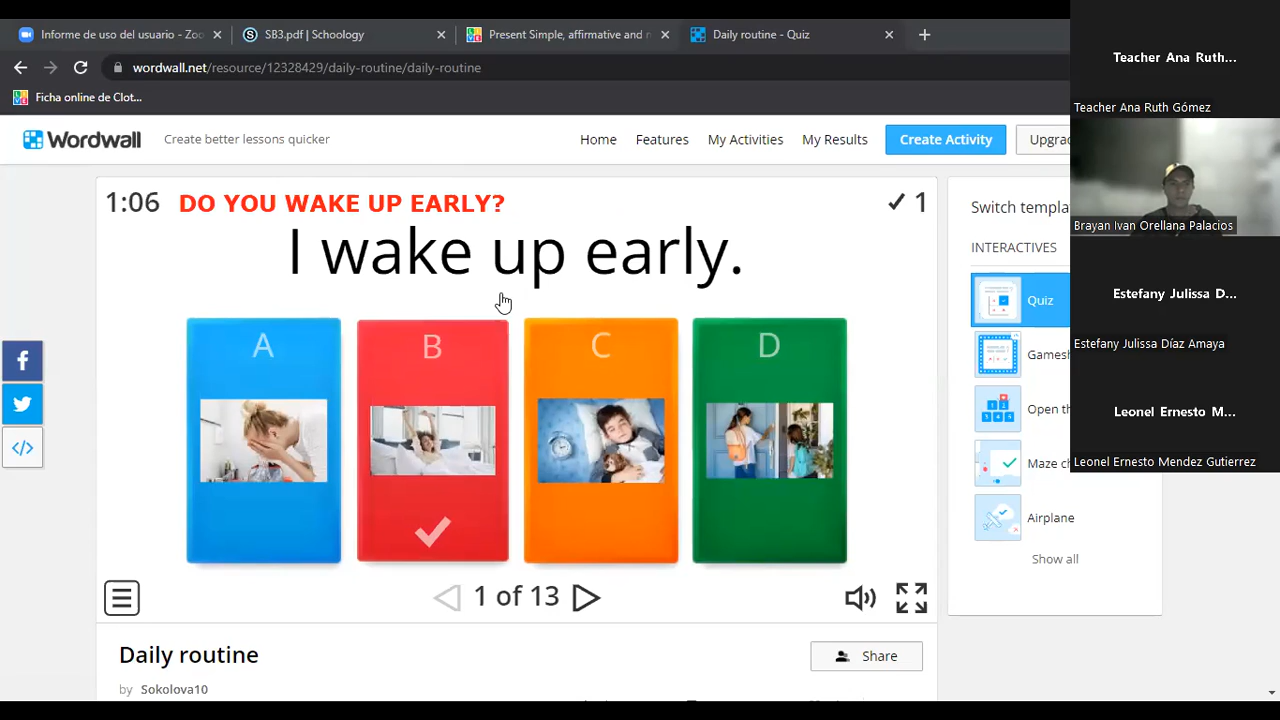 Informe de uso del usuario - Zoo
SB3.pdf | Schoology
Present Simple, affirmative and n
Daily routine - Quiz
wordwall.net/resource/12328429/daily-routine/daily-routine
Ficha online de Clot...
Wordwall
Create better lessons quicker
Home
Features
My Activities
My Results
Create Activity
Upgra
1:06
DO YOU WAKE UP EARLY?
1
I wake up early.
A
B
C
D
1 of 13
Daily routine
by Sokolova10
Share
Switch templa
INTERACTIVES
Quiz
Gamesh
Open th
Maze c
Airplane
Show all
Teacher Ana Ruth...
Teacher Ana Ruth Gómez
Brayan Ivan Orellana Palacios
Estefany Julissa D...
Estefany Julissa Díaz Amaya
Leonel Ernesto M...
Leonel Ernesto Mendez Gutierrez